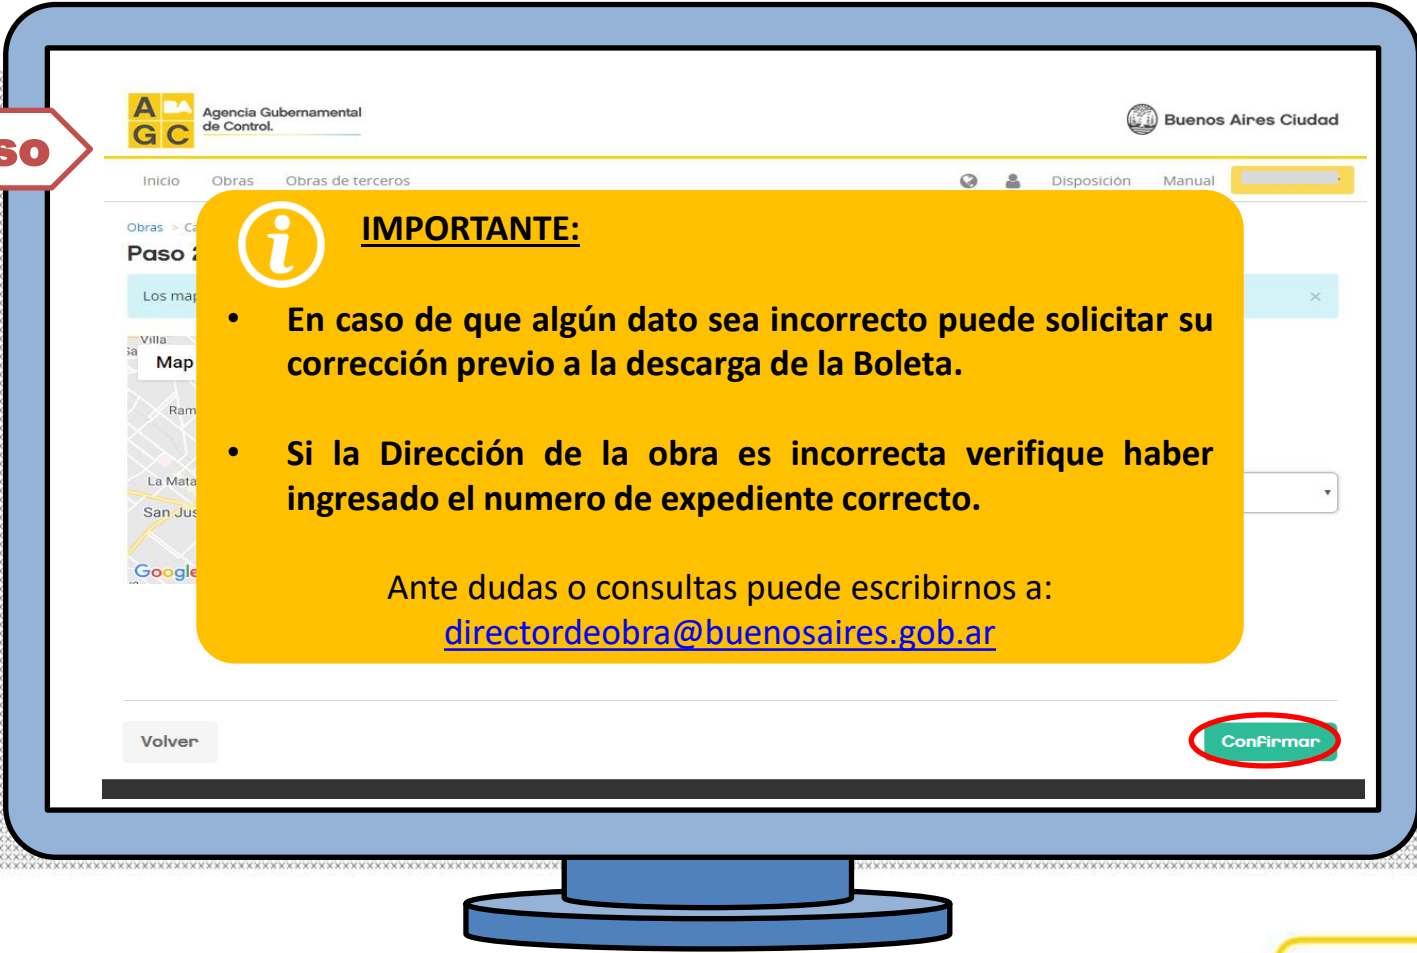 A BA
G C
Agencia Gubernamental
de Control.
Buenos Aires Ciudad
Inicio Obras Obras de terceros Disposición Manual
Obras >
Paso 2
Los
IMPORTANTE:
• En caso de que algún dato sea incorrecto puede solicitar su
corrección previo a la descarga de la Boleta.
• Si la Dirección de la obra es incorrecta verifique haber
ingresado el numero de expediente correcto.
Ante dudas o consultas puede escribirnos a:
directordeobra@buenosaires.gob.ar
Villa
Map
Ram
La Mata
San Jus
Google
Volver
Confirmar